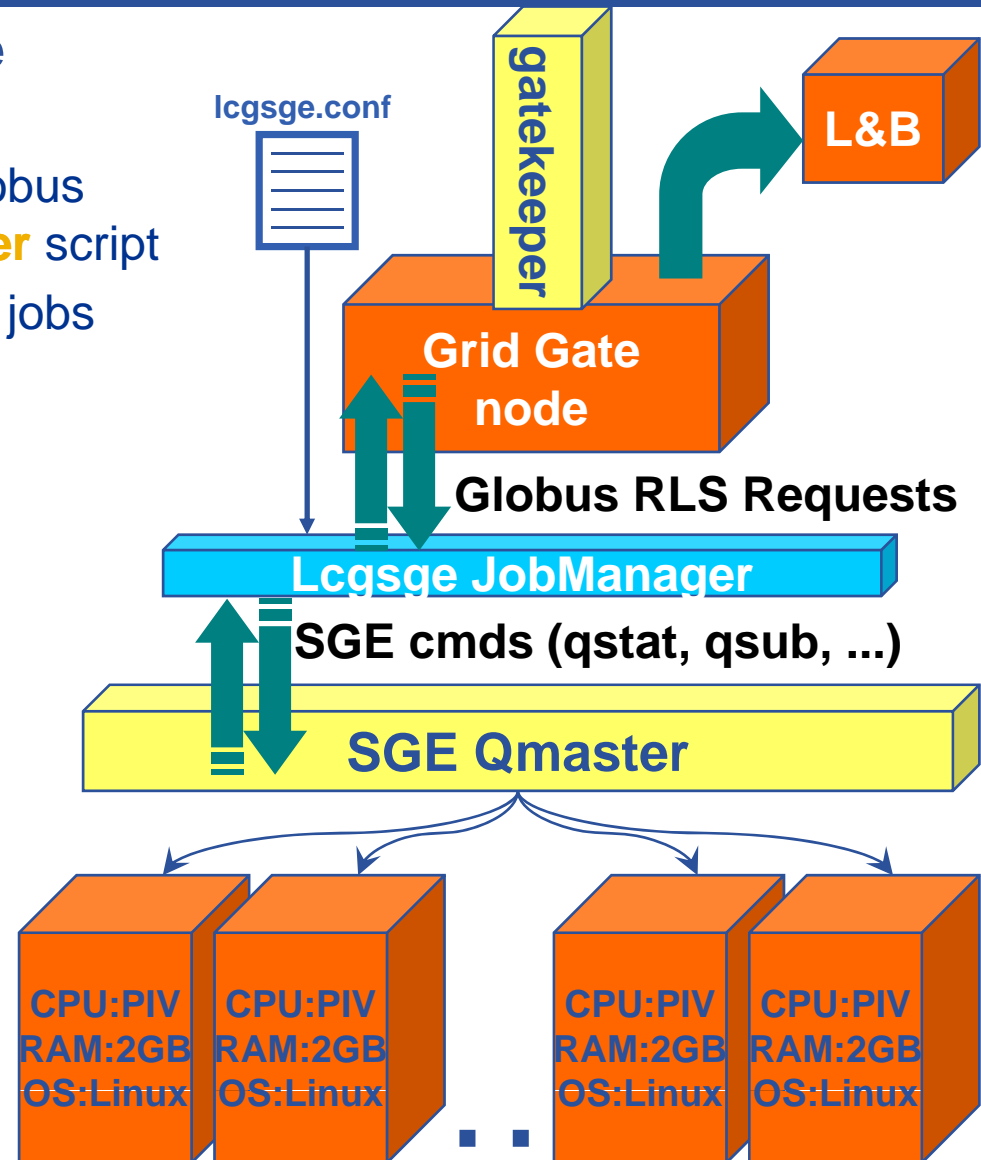 lcgsge.conf
gatekeeper
L&B
script
jobs
Grid Gate
node
Globus RLS Requests
Lcgsge JobManager
SGE cmds (qstat, qsub, ...)
SGE Qmaster
CPU:PIV
RAM:2GB
OS:Linux
CPU:PIV
RAM:2GB
OS:Linux
. .
CPU:PIV
RAM:2GB
OS:Linux
CPU:PIV
RAM:2GB
OS:Linux